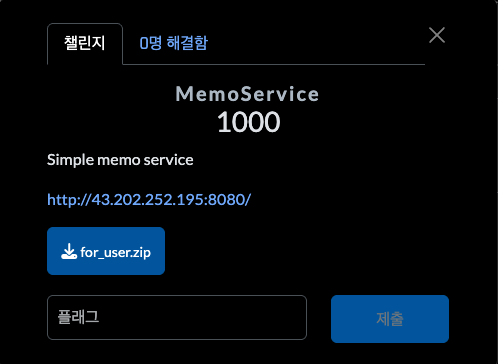 챌린지 0명 해결함
MemoService
1000
Simple memo service
http://43.202.252.195:8080/
for_user.zip
플래그 제출